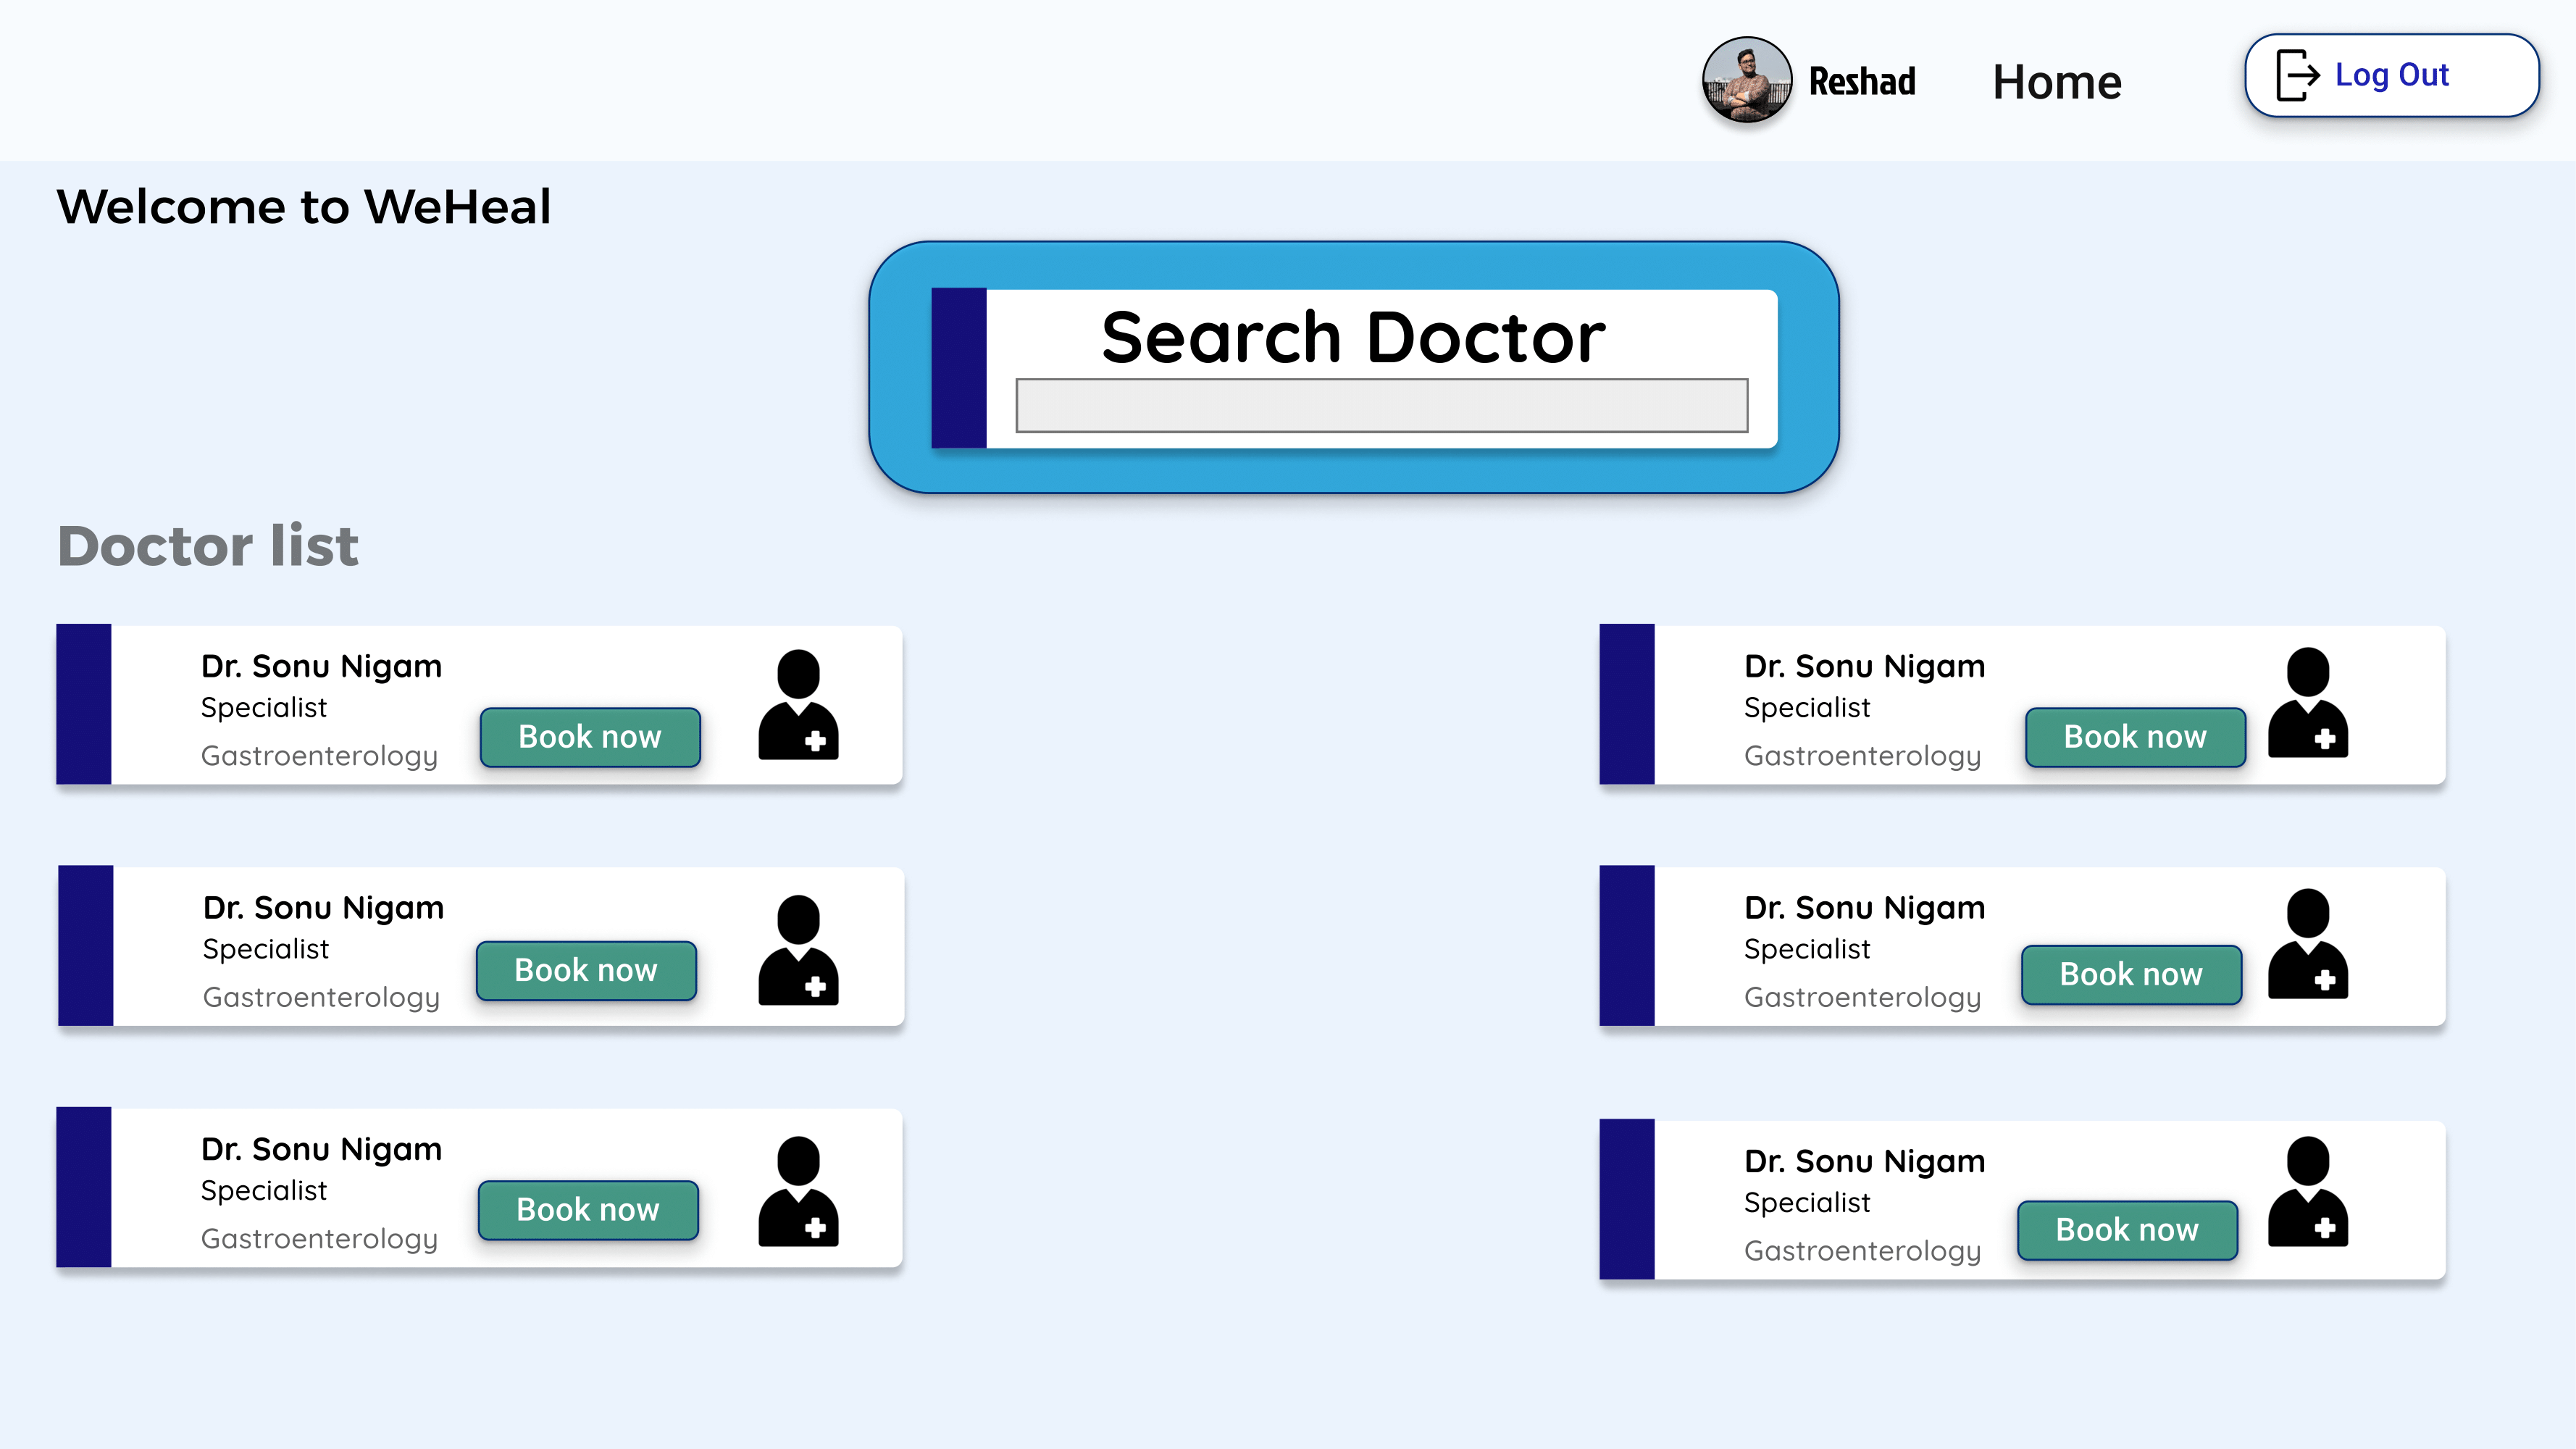 Reshad
Home
Log Out
Welcome to WeHeal
Search Doctor
Doctor list
Dr. Sonu Nigam
Specialist
Gastroenterology
Book now
Dr. Sonu Nigam
Specialist
Gastroenterology
Book now
Dr. Sonu Nigam
Specialist
Gastroenterology
Book now
Dr. Sonu Nigam
Specialist
Gastroenterology
Book now
Dr. Sonu Nigam
Specialist
Gastroenterology
Book now
Dr. Sonu Nigam
Specialist
Gastroenterology
Book now